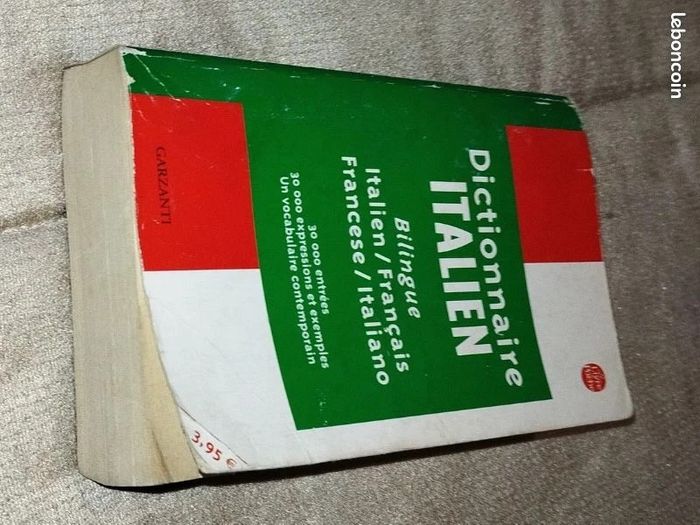 Dictionnaire
ITALIEN
Bilingue
Italien / Français
Francese / Italiano
30 000 entrées
30 000 expressions et exemples
Un vocabulaire contemporain
GARZANTI
3,95 €
leboncoin